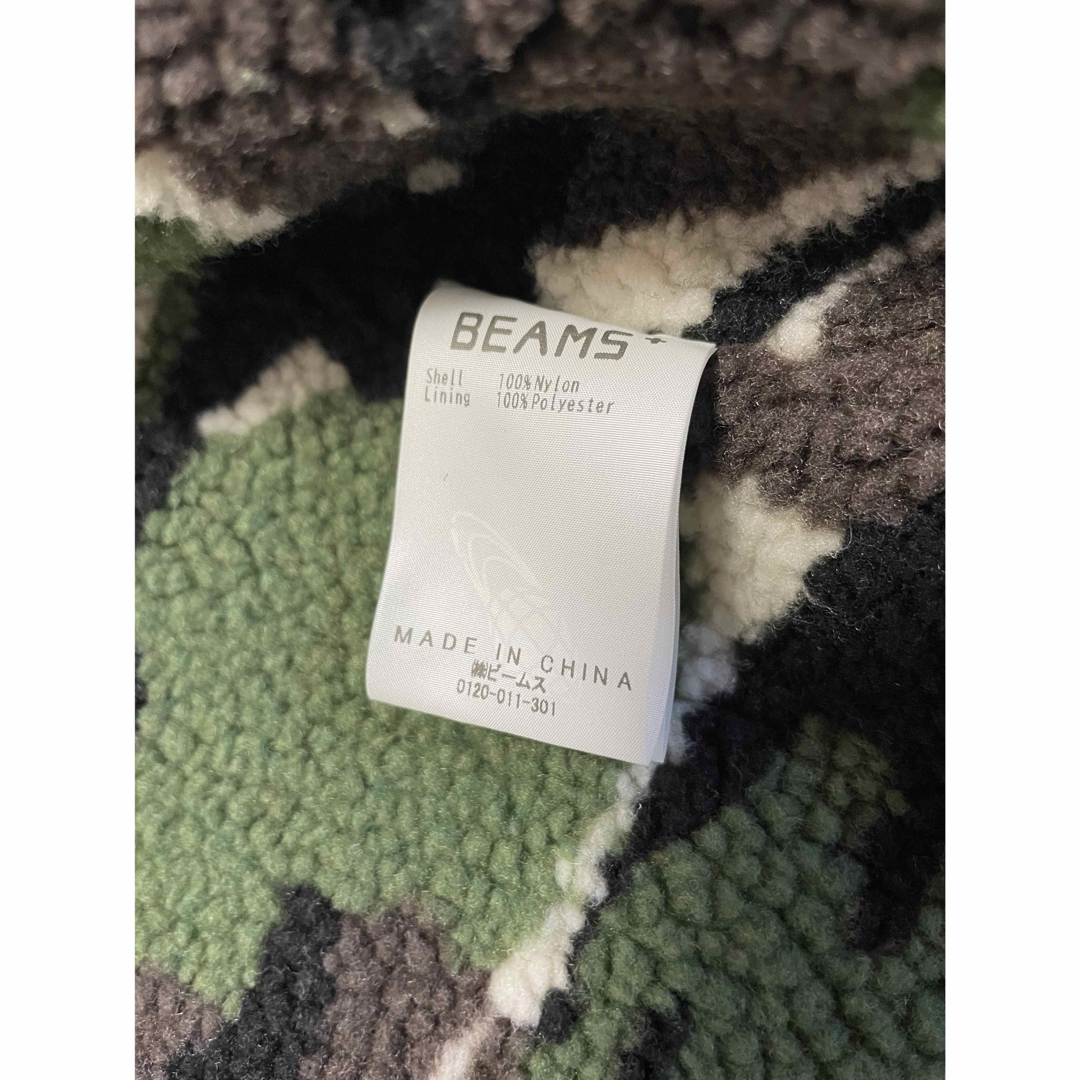 BEAMS+
Shell 100%Nylon
Lining 100%Polyester
MADE IN CHINA
㈱ビームス
0120-011-301